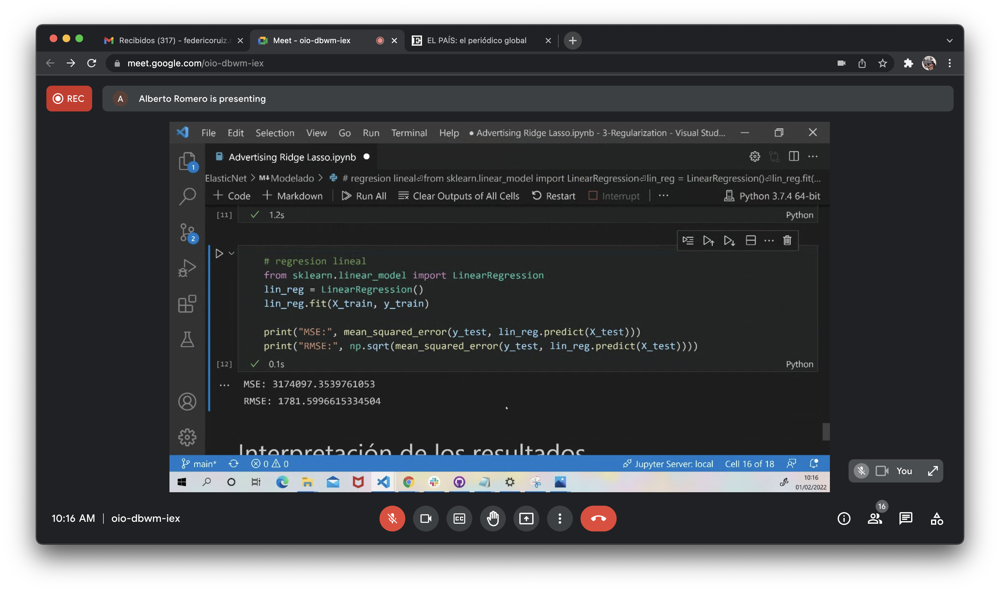 Recibidos (317) - federicoruiz.r
Meet - oio-dbwm-iex
EL PAÍS: el periódico global
meet.google.com/oio-dbwm-iex
REC
A
Alberto Romero is presenting
File Edit Selection View Go Run Terminal Help
● Advertising Ridge Lasso.ipynb - 3-Regularization - Visual Stud...
Advertising Ridge Lasso.ipynb
1
ElasticNet > M↓Modelado > # regresion lineal⏎from sklearn.linear_model import LinearRegression⏎lin_reg = LinearRegression()⏎lin_reg.fit(...
+ Code + Markdown Run All Clear Outputs of All Cells Restart Interrupt ... Python 3.7.4 64-bit
[11] ✓ 1.2s Python
2
# regresion lineal
from sklearn.linear_model import LinearRegression
lin_reg = LinearRegression()
lin_reg.fit(X_train, y_train)
print("MSE:", mean_squared_error(y_test, lin_reg.predict(X_test)))
print("RMSE:", np.sqrt(mean_squared_error(y_test, lin_reg.predict(X_test))))
[12] ✓ 0.1s Python
... MSE: 3174097.3539761053
RMSE: 1781.5996615334504
Interpretación de los resultados
main* 0 0 Jupyter Server: local Cell 16 of 18
You
10:16
01/02/2022
10:16 AM | oio-dbwm-iex
CC
16